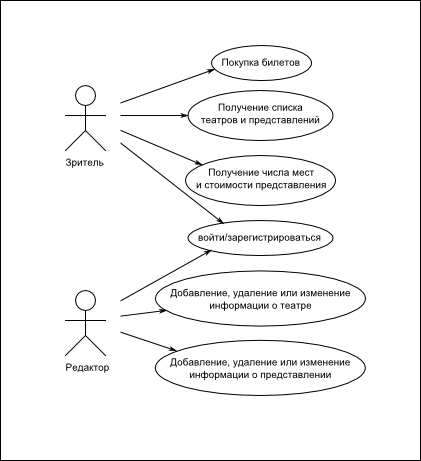 Покупка билетов
Получение списка
театров и представлений
Зритель
Получение числа мест
и стоимости представления
войти/зарегистрироваться
Добавление, удаление или изменение
информации о театре
Редактор
Добавление, удаление или изменение
информации о представлении